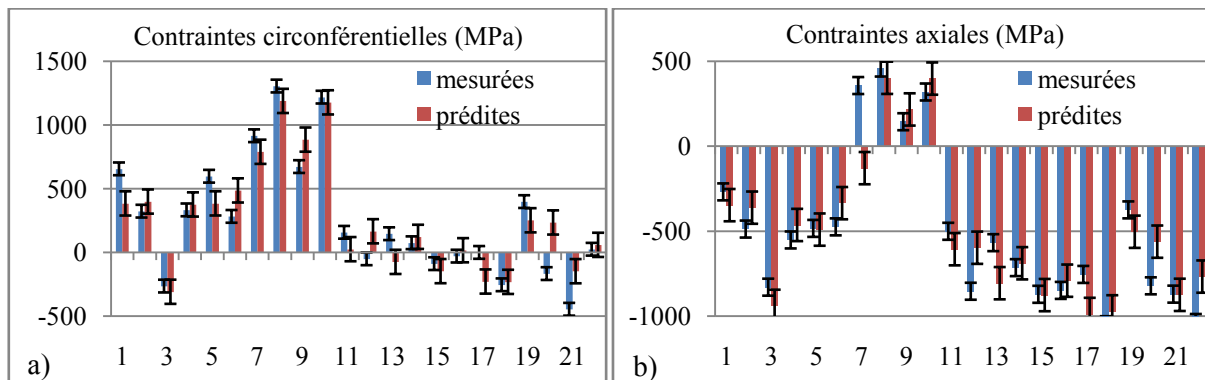 Contraintes circonférentielles (MPa)
1500
1000
500
0
-500
mesurées
prédites
1 3 5 7 9 11 13 15 17 19 21
a)
Contraintes axiales (MPa)
500
0
-500
-1000
mesurées
prédites
1 3 5 7 9 11 13 15 17 19 21
b)